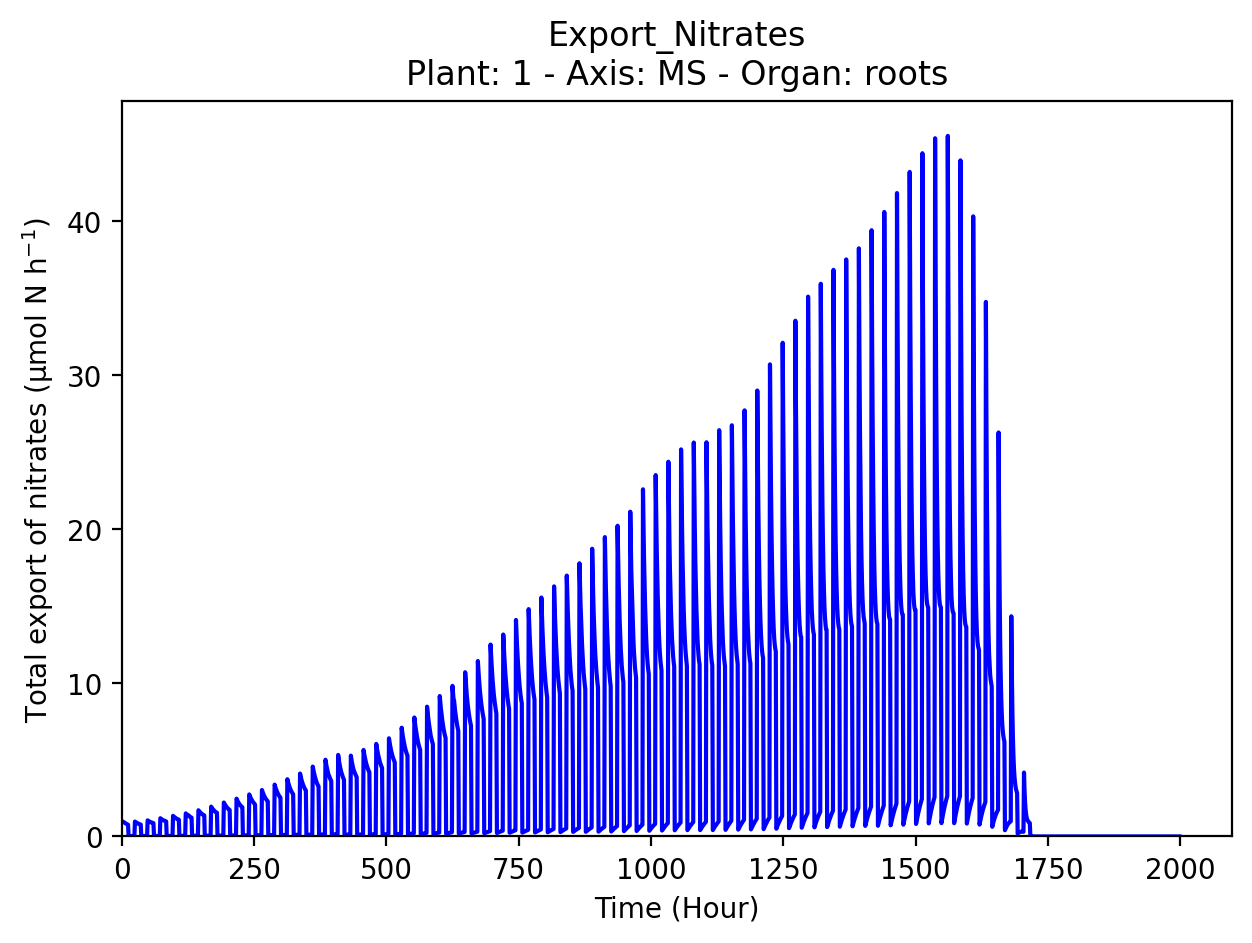 Export_Nitrates
Plant: 1 - Axis: MS - Organ: roots
Total export of nitrates (µmol N h⁻¹)
40
30
20
10
0
0 250 500 750 1000 1250 1500 1750 2000
Time (Hour)